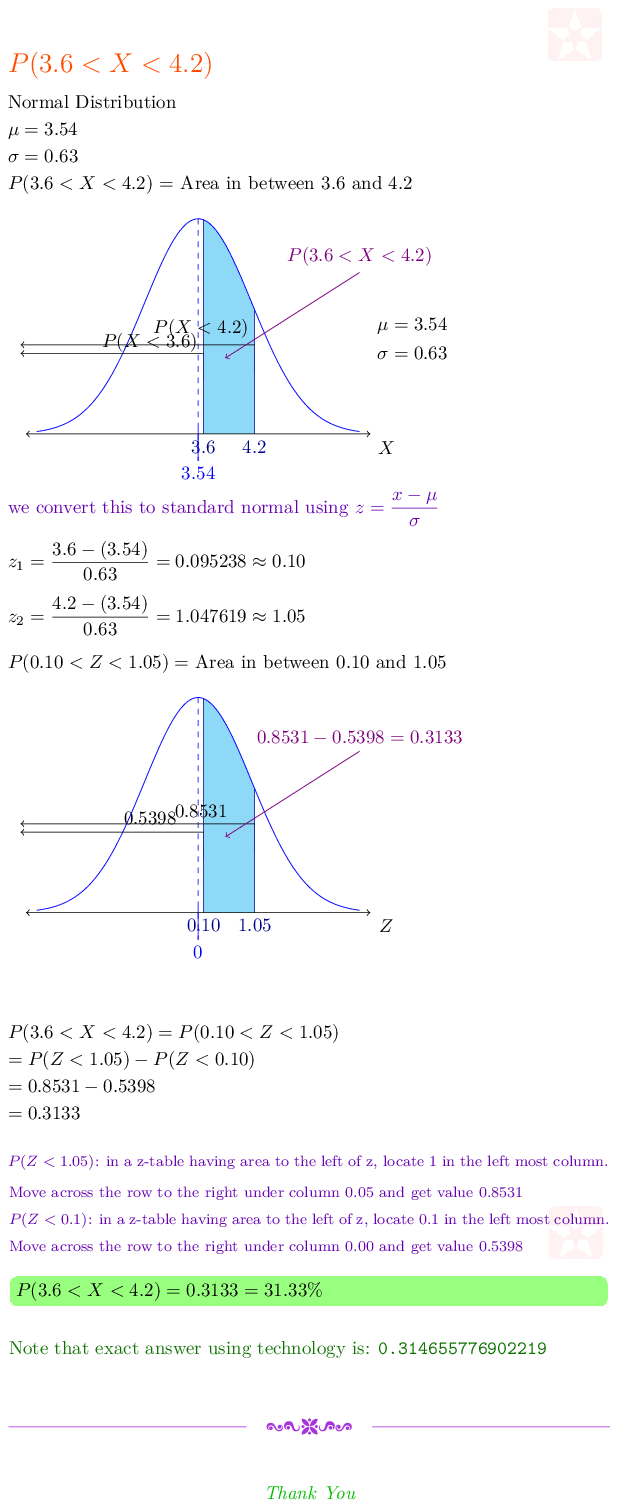 P(3.6 < X < 4.2)
Normal Distribution
μ = 3.54
σ = 0.63
P(3.6 < X < 4.2) = Area in between 3.6 and 4.2
P(3.6 < X < 4.2)
P(X < 4.2)
P(X < 3.6)
μ = 3.54
σ = 0.63
3.6 4.2 X
3.54
we convert this to standard normal using z = (x − μ)/σ
z₁ = (3.6 − (3.54))/0.63 = 0.095238 ≈ 0.10
z₂ = (4.2 − (3.54))/0.63 = 1.047619 ≈ 1.05
P(0.10 < Z < 1.05) = Area in between 0.10 and 1.05
0.8531 − 0.5398 = 0.3133
0.8531
0.5398
0.10 1.05 Z
0
P(3.6 < X < 4.2) = P(0.10 < Z < 1.05)
= P(Z < 1.05) − P(Z < 0.10)
= 0.8531 − 0.5398
= 0.3133
P(Z < 1.05): in a z-table having area to the left of z, locate 1 in the left most column.
Move across the row to the right under column 0.05 and get value 0.8531
P(Z < 0.1): in a z-table having area to the left of z, locate 0.1 in the left most column.
Move across the row to the right under column 0.00 and get value 0.5398
P(3.6 < X < 4.2) = 0.3133 = 31.33%
Note that exact answer using technology is: 0.314655776902219
Thank You